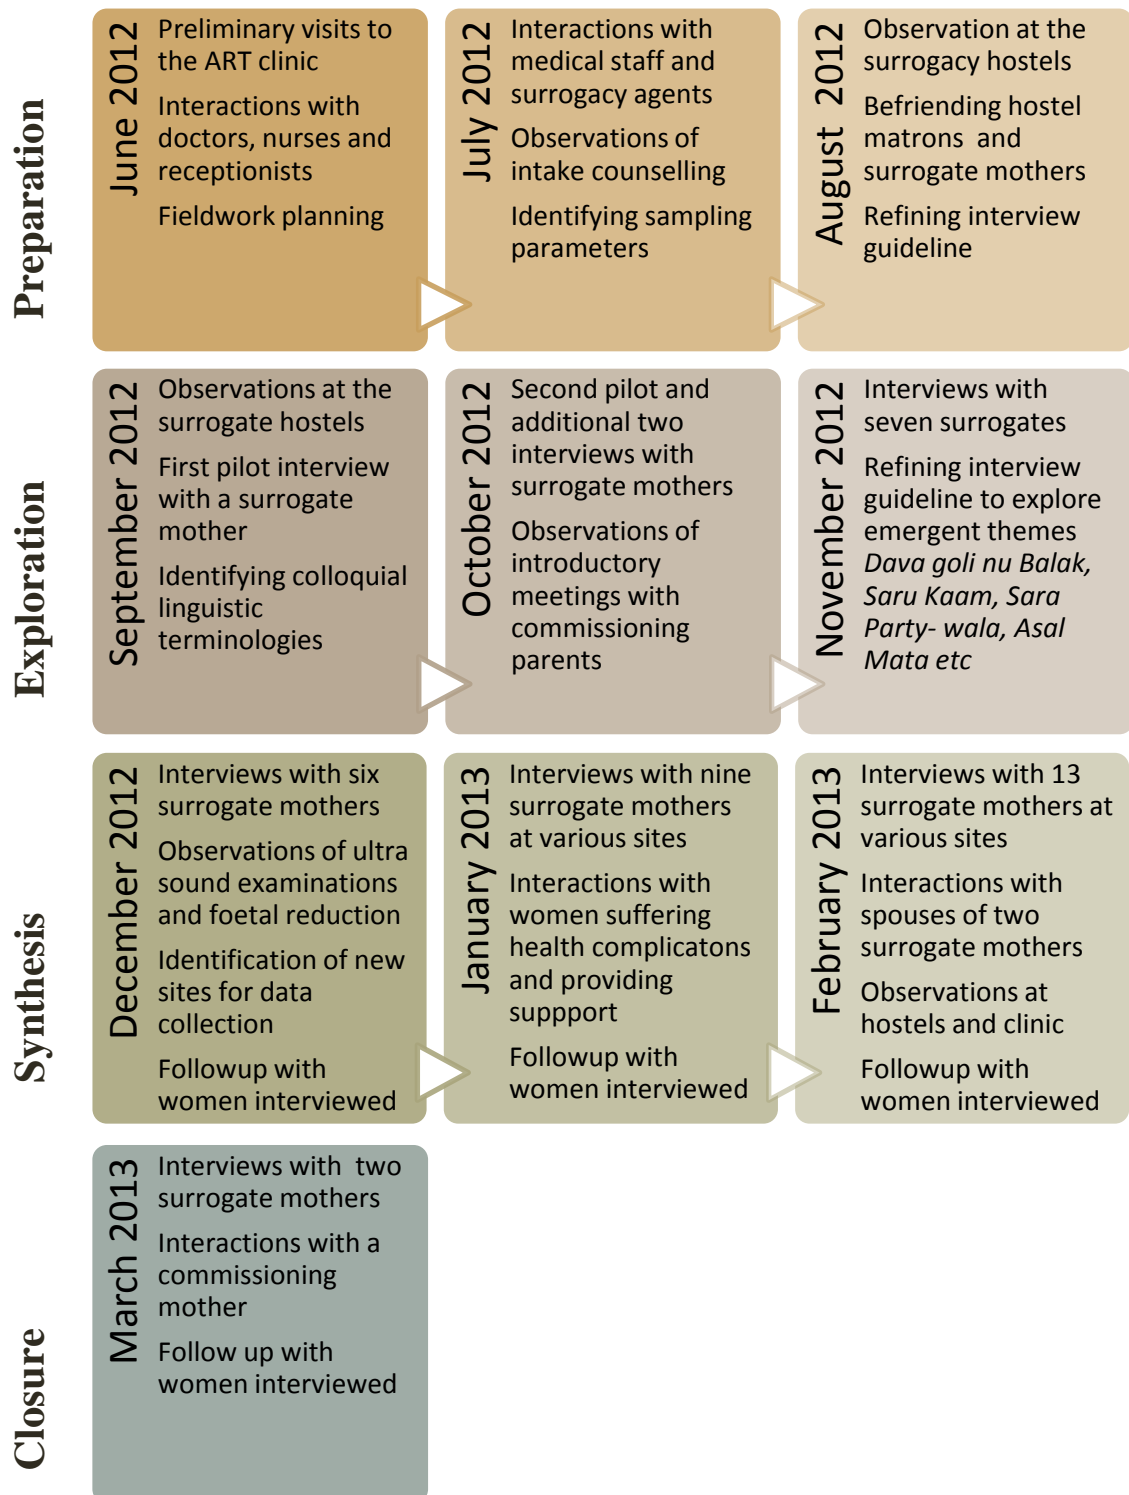 Preparation
June 2012
Preliminary visits to
the ART clinic
Interactions with
doctors, nurses and
receptionists
Fieldwork planning
July 2012
Interactions with
medical staff and
surrogacy agents
Observations of
intake counselling
Identifying sampling
parameters
August 2012
Observation at the
surrogacy hostels
Befriending hostel
matrons and
surrogate mothers
Refining interview
guideline
Exploration
September 2012
Observations at the
surrogate hostels
First pilot interview
with a surrogate
mother
Identifying colloquial
linguistic
terminologies
October 2012
Second pilot and
additional two
interviews with
surrogate mothers
Observations of
introductory
meetings with
commissioning
parents
November 2012
Interviews with
seven surrogates
Refining interview
guideline to explore
emergent themes
Dava goli nu Balak,
Saru Kaam, Sara
Party- wala, Asal
Mata etc
Synthesis
December 2012
Interviews with six
surrogate mothers
Observations of ultra
sound examinations
and foetal reduction
Identification of new
sites for data
collection
Followup with
women interviewed
January 2013
Interviews with nine
surrogate mothers
at various sites
Interactions with
women suffering
health complicatons
and providing
suppport
Followup with
women interviewed
February 2013
Interviews with 13
surrogate mothers at
various sites
Interactions with
spouses of two
surrogate mothers
Observations at
hostels and clinic
Followup with
women interviewed
Closure
March 2013
Interviews with two
surrogate mothers
Interactions with a
commissioning
mother
Follow up with
women interviewed